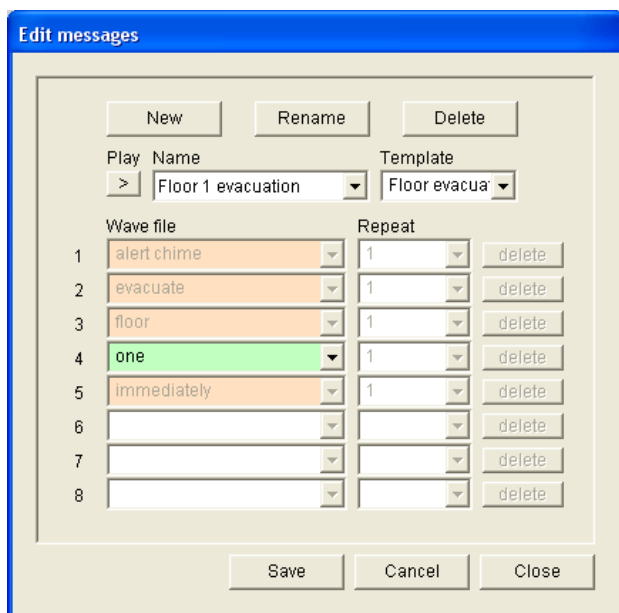 Edit messages
New Rename Delete
Play Name Template
> Floor 1 evacuation Floor evacua
Wave file Repeat
1 alert chime 1 delete
2 evacuate 1 delete
3 floor 1 delete
4 one 1 delete
5 immediately 1 delete
6 delete
7 delete
8 delete
Save Cancel Close